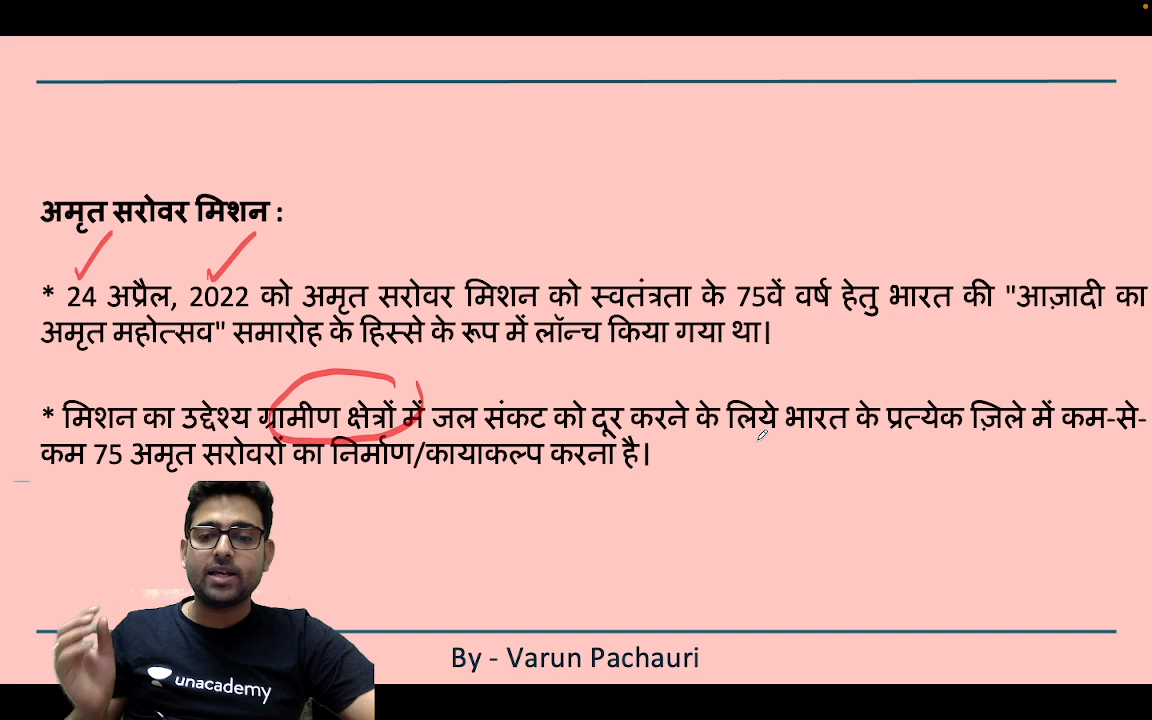 अमृत सरोवर मिशन :
* 24 अप्रैल, 2022 को अमृत सरोवर मिशन को स्वतंत्रता के 75वें वर्ष हेतु भारत की "आज़ादी का
अमृत महोत्सव" समारोह के हिस्से के रूप में लॉन्च किया गया था।
* मिशन का उद्देश्य ग्रामीण क्षेत्रों में जल संकट को दूर करने के लिये भारत के प्रत्येक ज़िले में कम-से-
कम 75 अमृत सरोवरों का निर्माण/कायाकल्प करना है।
By - Varun Pachauri
unacademy